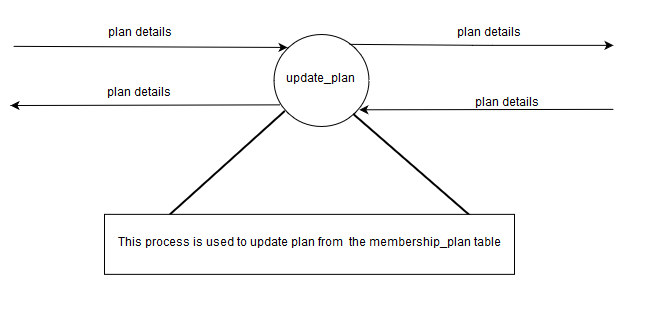 plan details
plan details
update_plan
plan details
plan details
This process is used to update plan from the membership_plan table